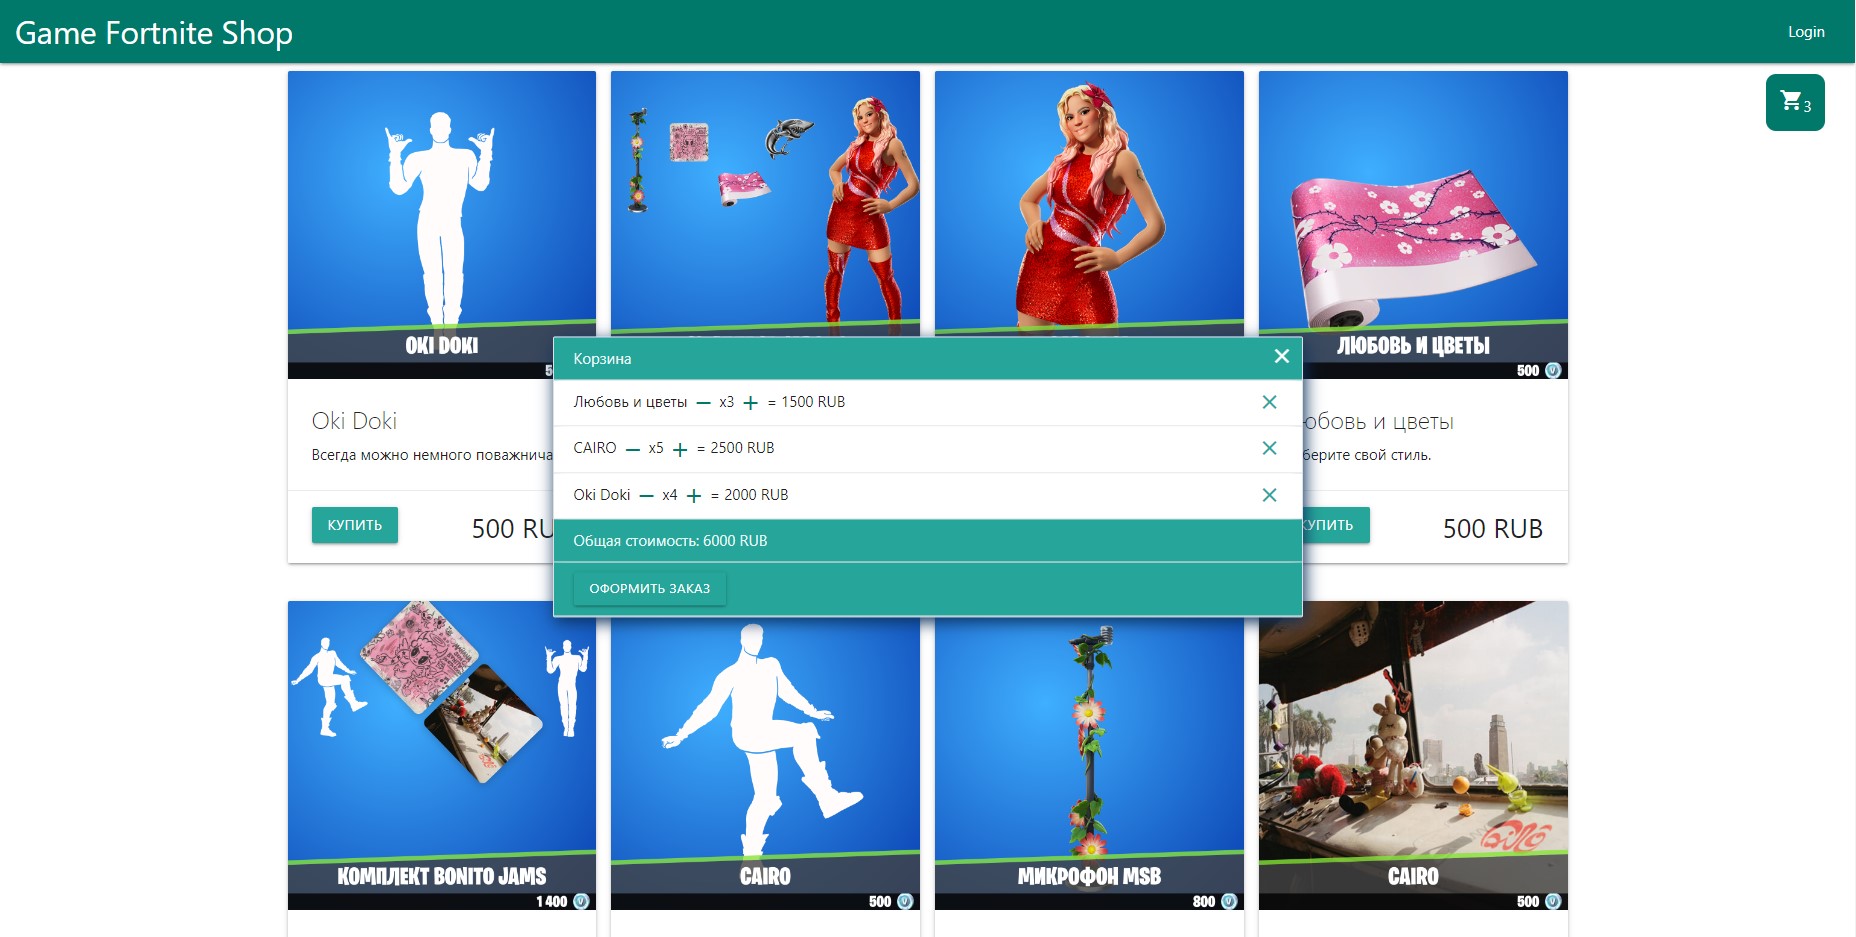 Game Fortnite Shop
Login
3
OKI DOKI
ЛЮБОВЬ И ЦВЕТЫ
500
Корзина
Любовь и цветы — x3 + = 1500 RUB
CAIRO — x5 + = 2500 RUB
Oki Doki — x4 + = 2000 RUB
Общая стоимость: 6000 RUB
ОФОРМИТЬ ЗАКАЗ
Oki Doki
Всегда можно немного поважнича
КУПИТЬ
500 RU
юбовь и цветы
берите свой стиль.
КУПИТЬ
500 RUB
КОМПЛЕКТ BONITO JAMS
1 400
CAIRO
500
МИКРОФОН MSB
800
CAIRO
500